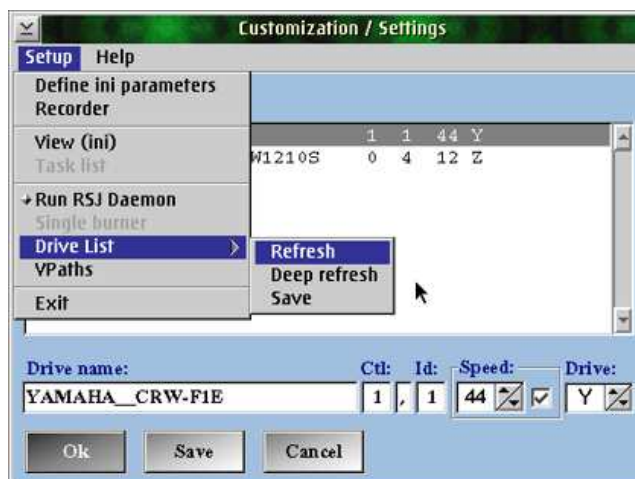 Customization / Settings
Setup Help
Define ini parameters
Recorder
View (ini)
Task list
Run RSJ Daemon
Single burner
Drive List
VPaths
Exit
Refresh
Deep refresh
Save
1 1 44 Y
W1210S 0 4 12 Z
Drive name: Ctl: Id: Speed: Drive:
YAMAHA__CRW-F1E 1 , 1 44 Y
Ok Save Cancel